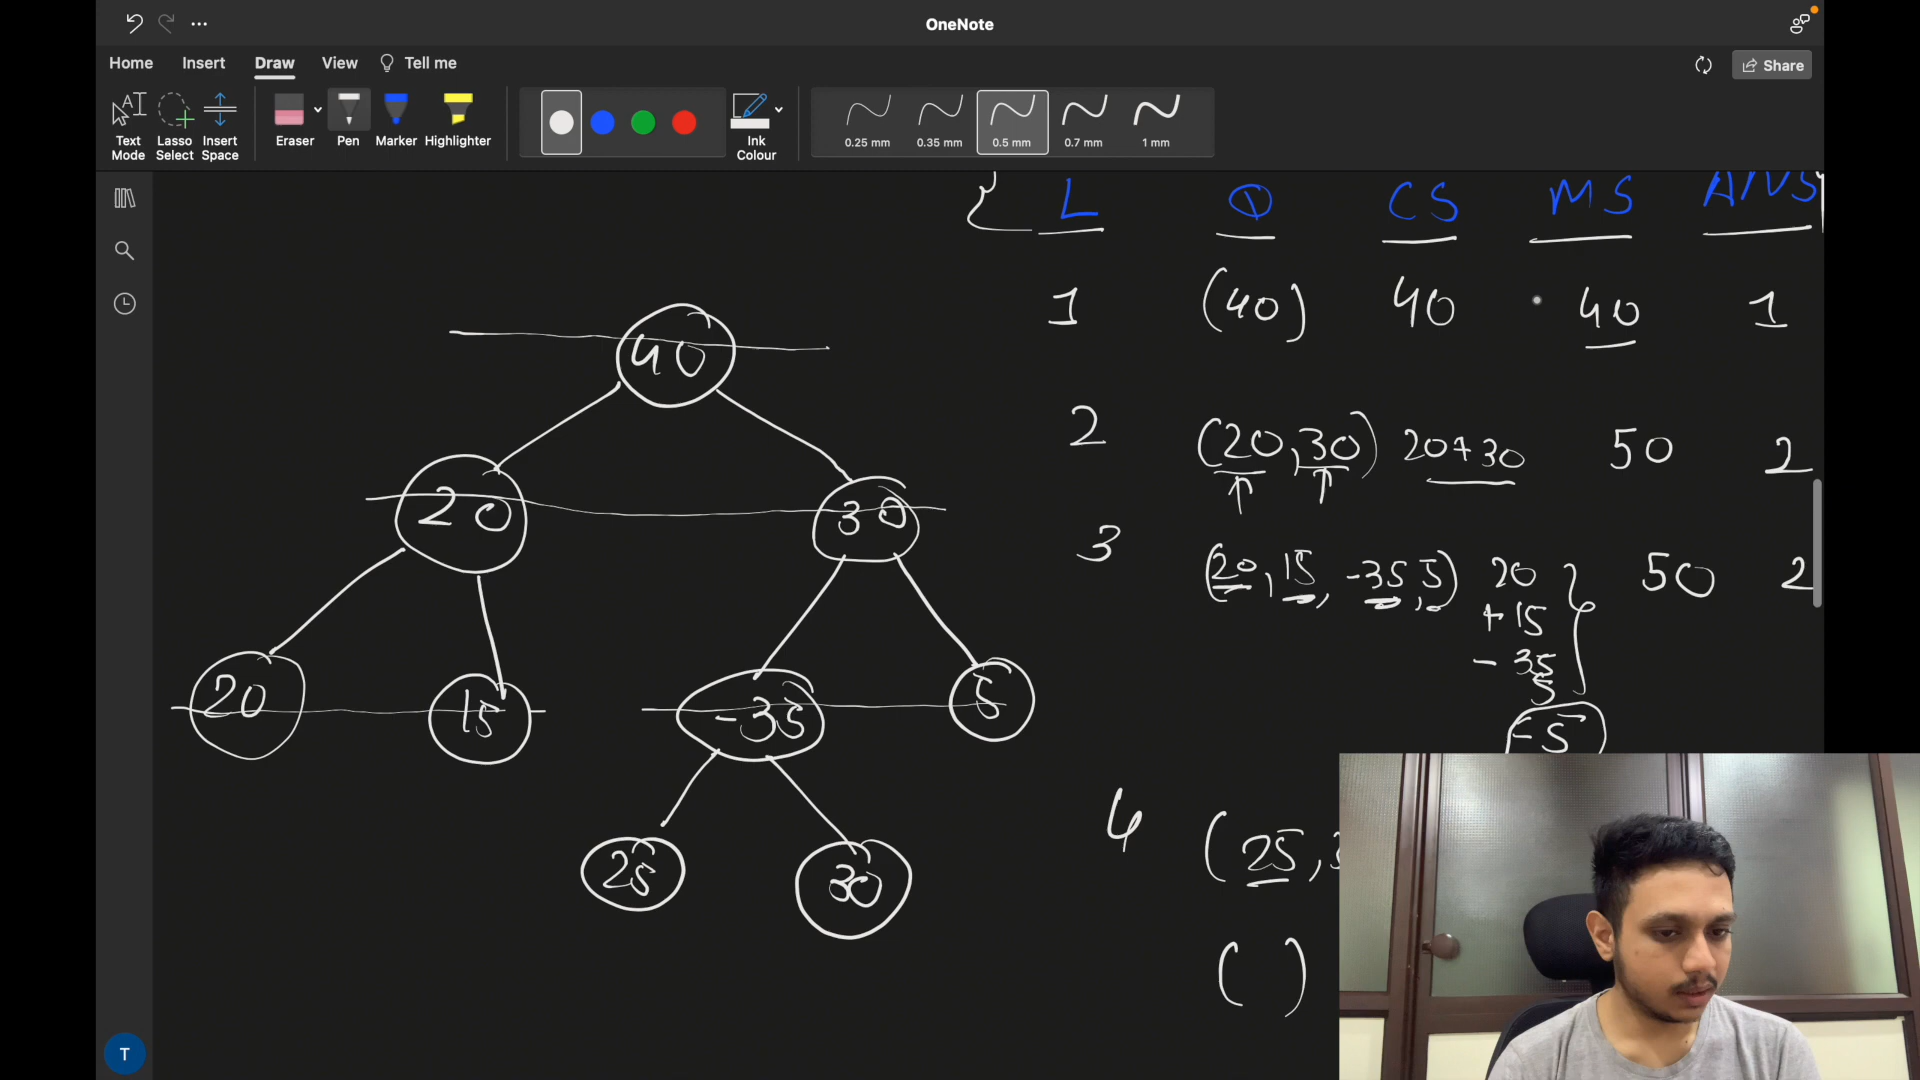 OneNote
Home Insert Draw View Tell me
Share
Text Mode
Lasso Select
Insert Space
Eraser
Pen
Marker
Highlighter
Ink Colour
0.25 mm
0.35 mm
0.5 mm
0.7 mm
1 mm
L Q CS MS ANS
1 (40) 40 40 1
2 (20,30) 20+30 50 2
3 (20,15,-35,5) 20 50 2
+15
- 35
5
-5
4 (25,3
( )
40
20 30
20 15 -35 5
25 30
T